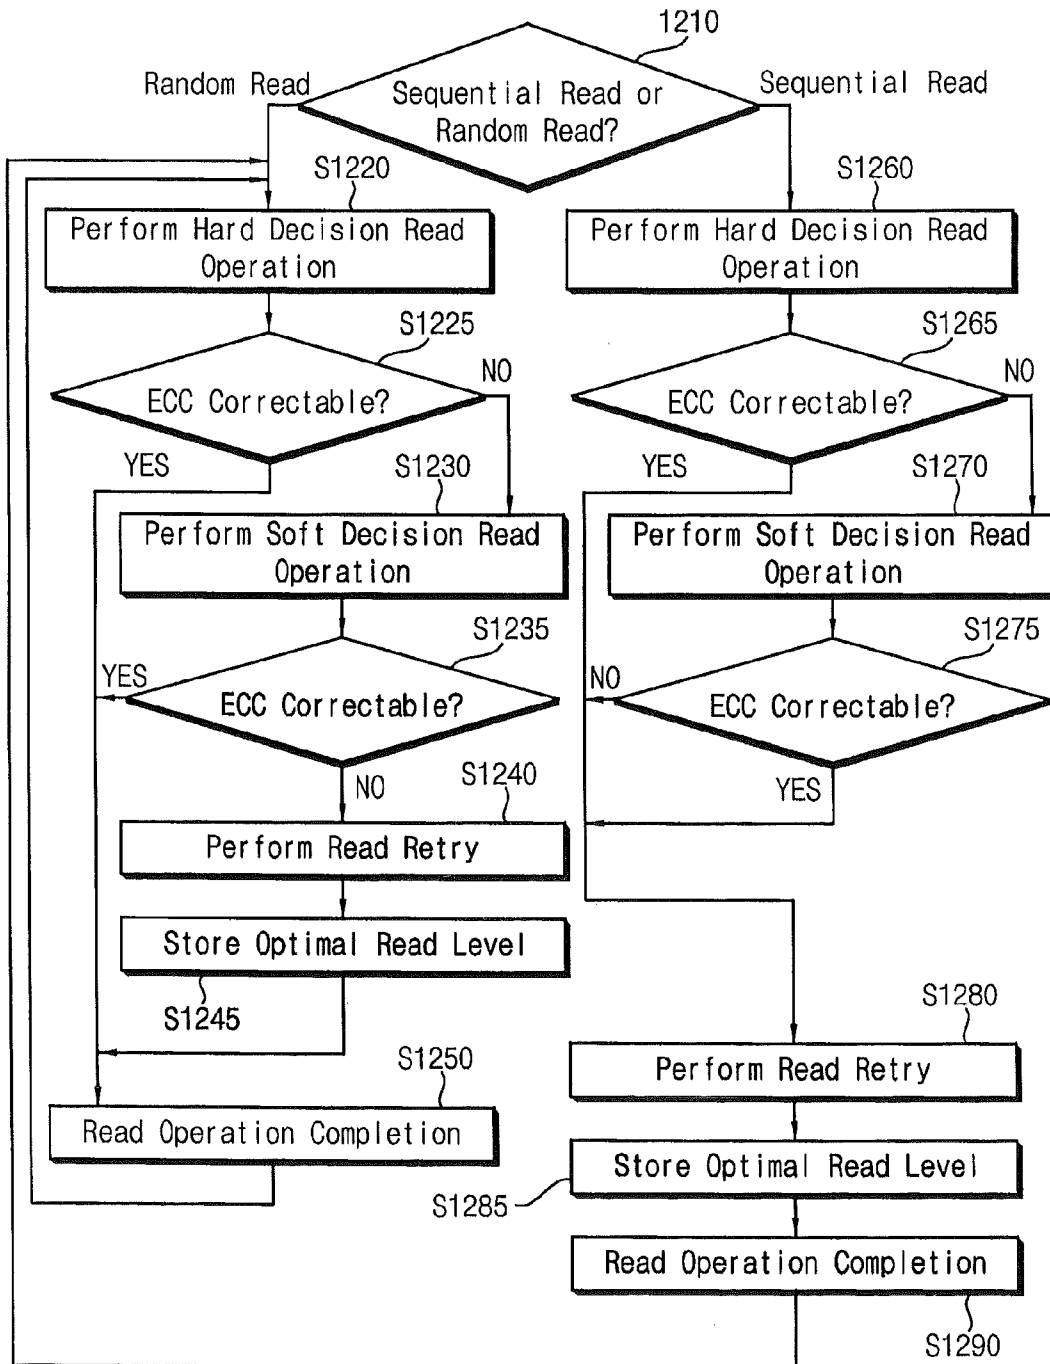 1210
Random Read
Sequential Read or
Random Read?
Sequential Read
S1220
Perform Hard Decision Read
Operation
S1260
Perform Hard Decision Read
Operation
S1225
ECC Correctable?
NO
YES
S1265
ECC Correctable?
NO
YES
S1230
Perform Soft Decision Read
Operation
S1270
Perform Soft Decision Read
Operation
S1235
YES
ECC Correctable?
NO
S1275
NO
ECC Correctable?
YES
S1240
Perform Read Retry
Store Optimal Read Level
S1245
S1250
Read Operation Completion
S1280
Perform Read Retry
Store Optimal Read Level
S1285
Read Operation Completion
S1290